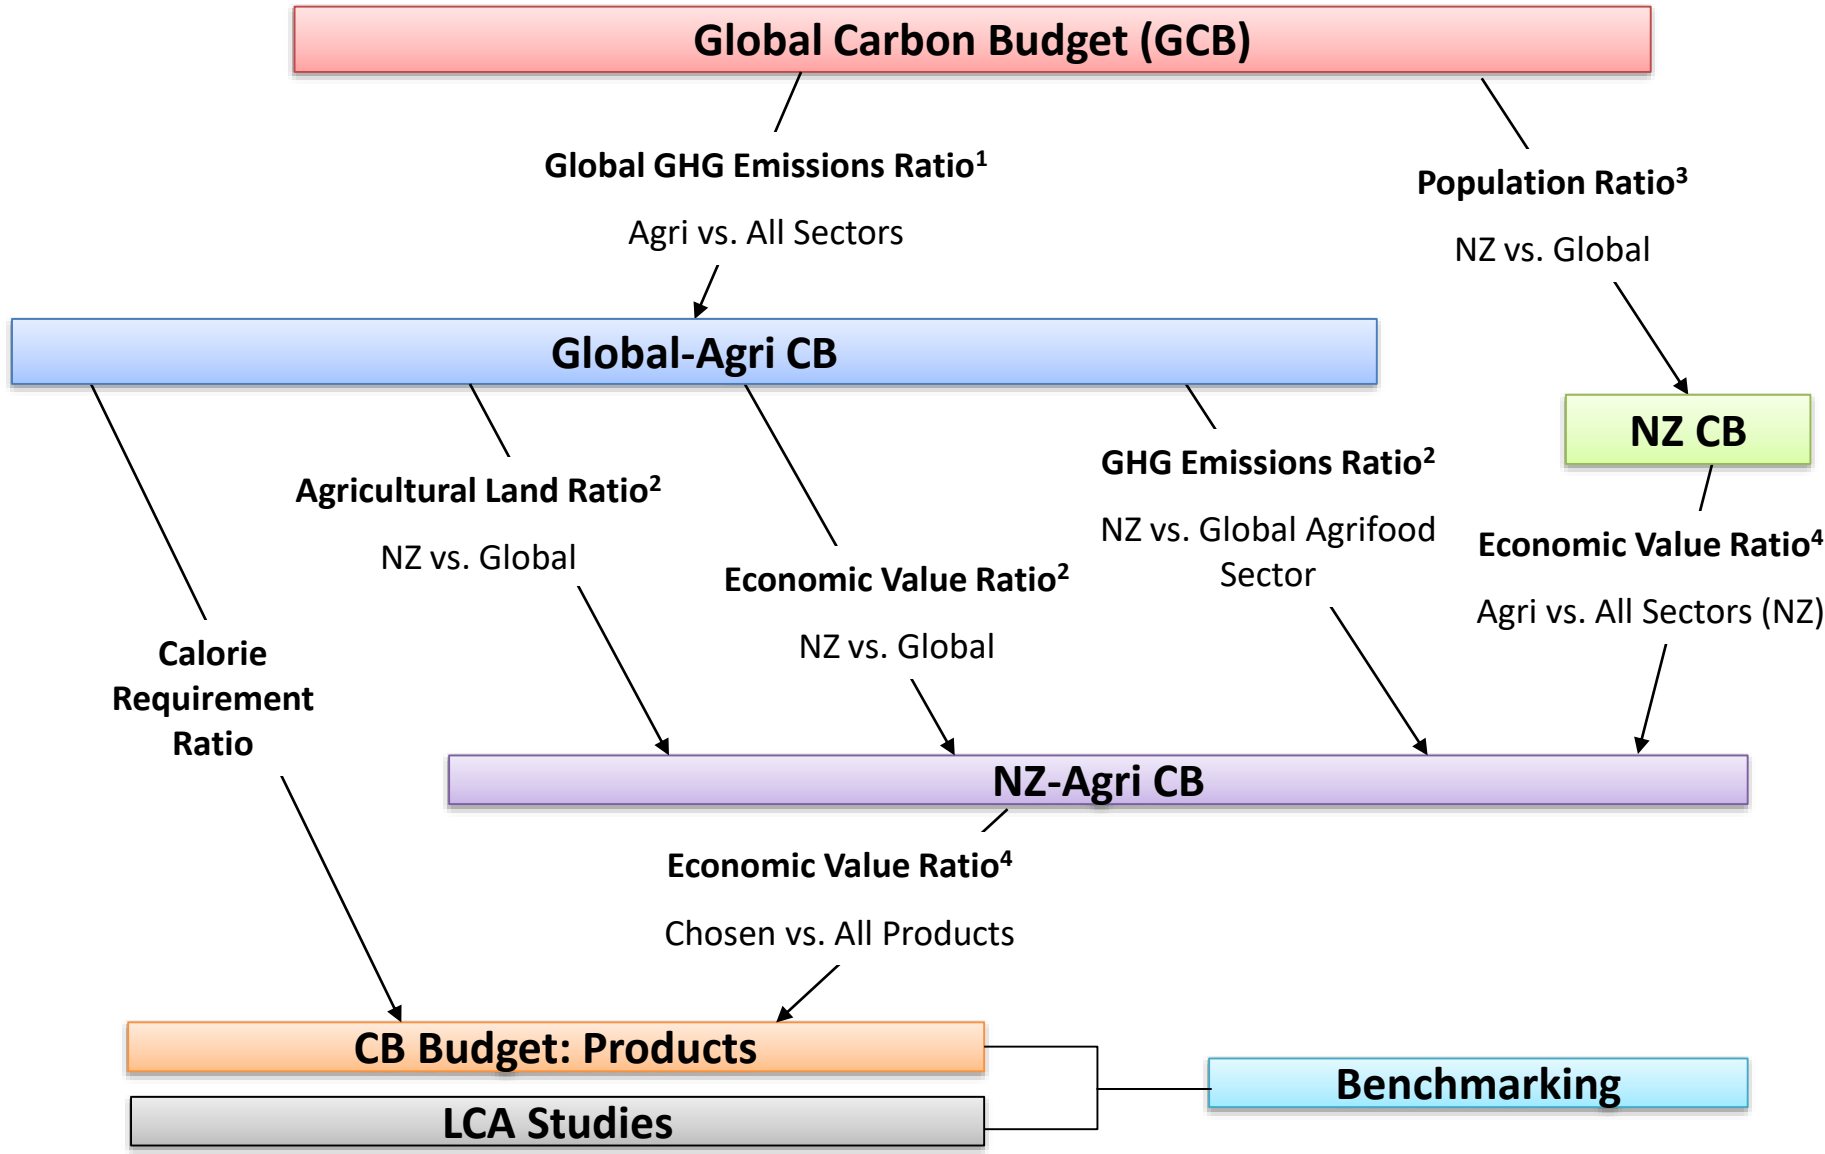 Global Carbon Budget (GCB)
Global GHG Emissions Ratio¹
Agri vs. All Sectors
Population Ratio³
NZ vs. Global
Global-Agri CB
NZ CB
Agricultural Land Ratio²
NZ vs. Global
Economic Value Ratio²
NZ vs. Global
GHG Emissions Ratio²
NZ vs. Global Agrifood
Sector
Economic Value Ratio⁴
Agri vs. All Sectors (NZ)
Calorie
Requirement
Ratio
NZ-Agri CB
Economic Value Ratio⁴
Chosen vs. All Products
CB Budget: Products
LCA Studies
Benchmarking